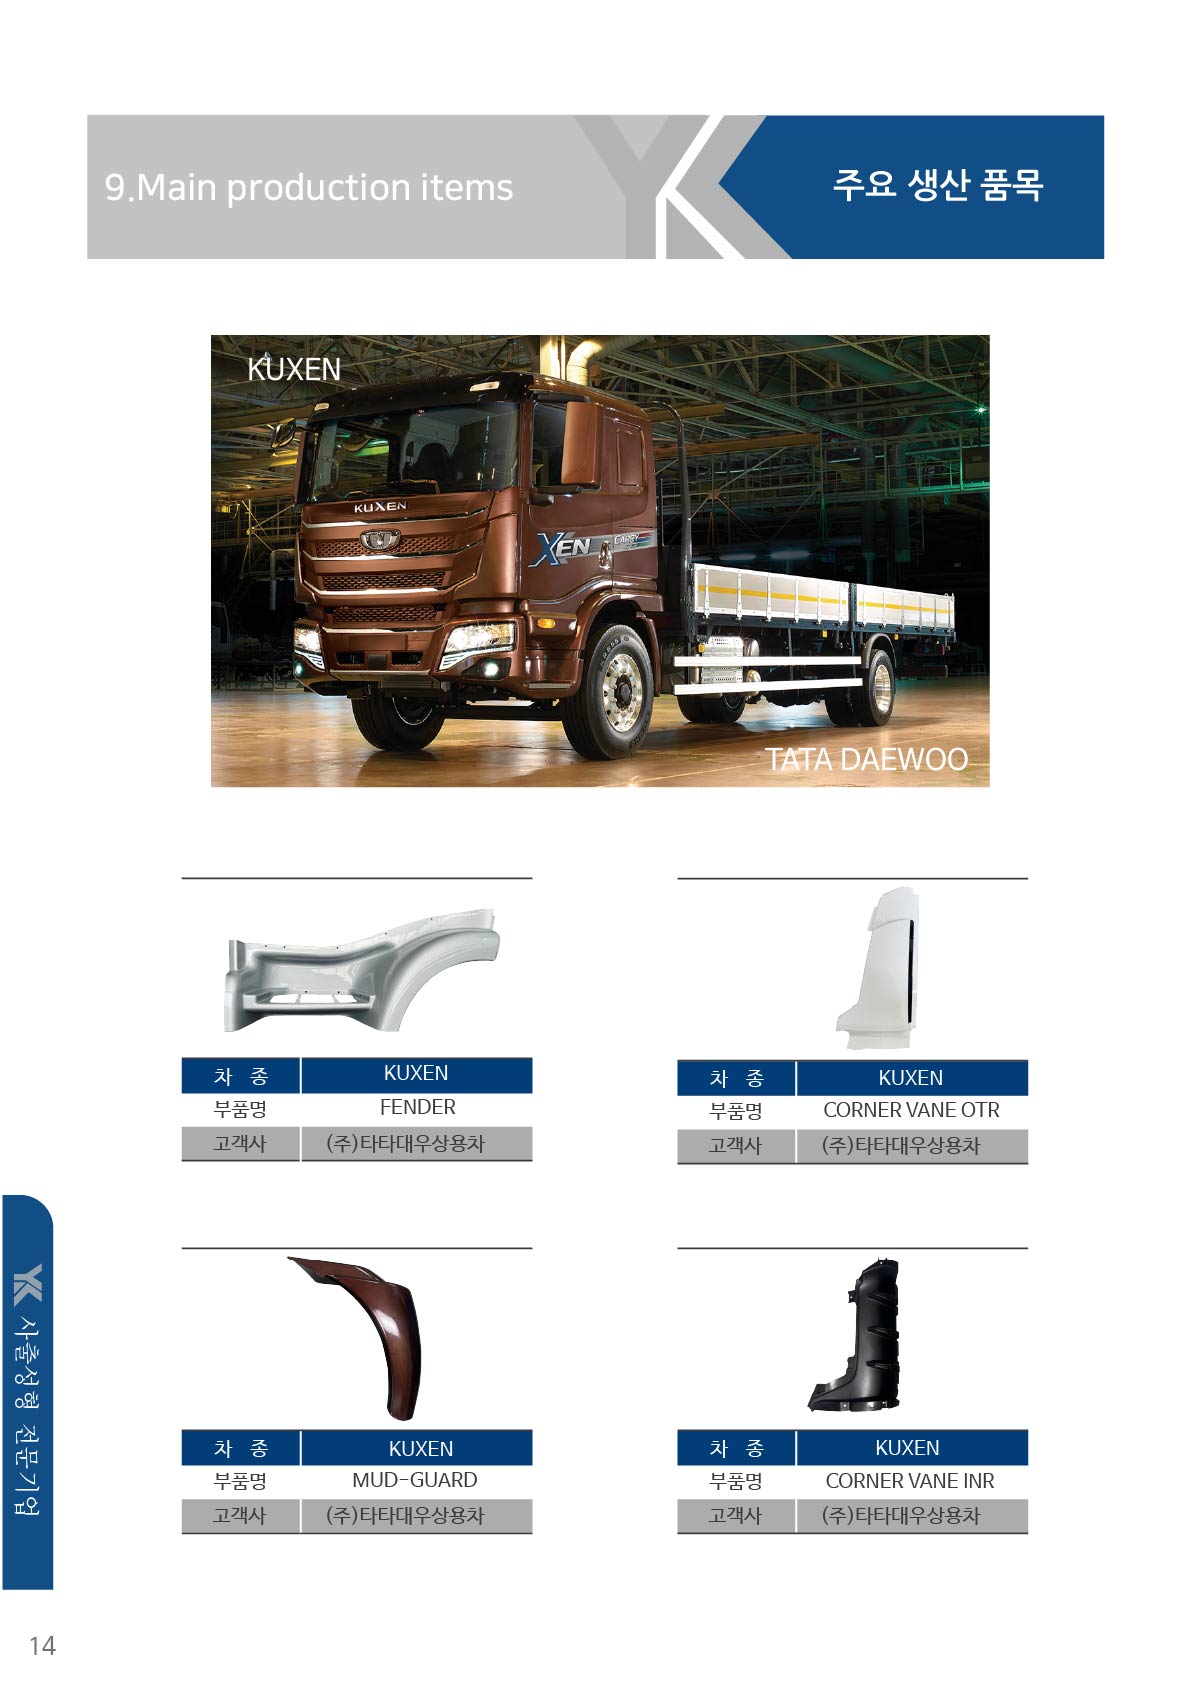 9.Main production items
주요 생산 품목
KUXEN
KUXEN
XEN CARRY
TATA DAEWOO
차 종 KUXEN
부품명 FENDER
고객사 (주)타타대우상용차
차 종 KUXEN
부품명 CORNER VANE OTR
고객사 (주)타타대우상용차
차 종 KUXEN
부품명 MUD-GUARD
고객사 (주)타타대우상용차
차 종 KUXEN
부품명 CORNER VANE INR
고객사 (주)타타대우상용차
YK 사출성형 전문기업
14